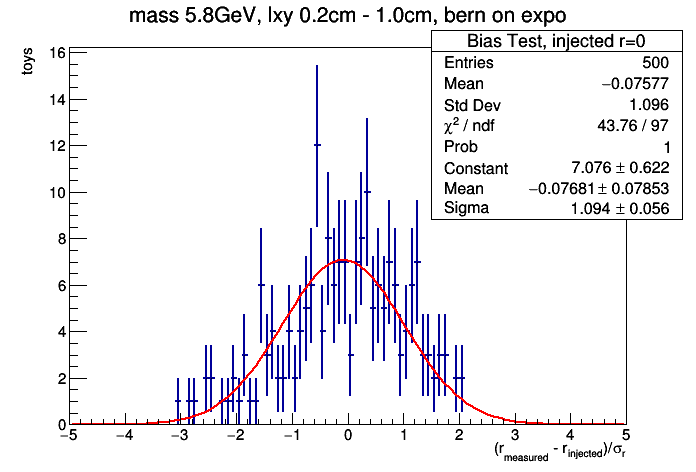 mass 5.8GeV, lxy 0.2cm - 1.0cm, bern on expo
Bias Test, injected r=0
Entries 500
Mean −0.07577
Std Dev 1.096
χ² / ndf 43.76 / 97
Prob 1
Constant 7.076 ± 0.622
Mean −0.07681 ± 0.07853
Sigma 1.094 ± 0.056
toys
16
14
12
10
8
6
4
2
0
−5 −4 −3 −2 −1 0 1 2 3 4 5
(r_measured - r_injected)/σ_r